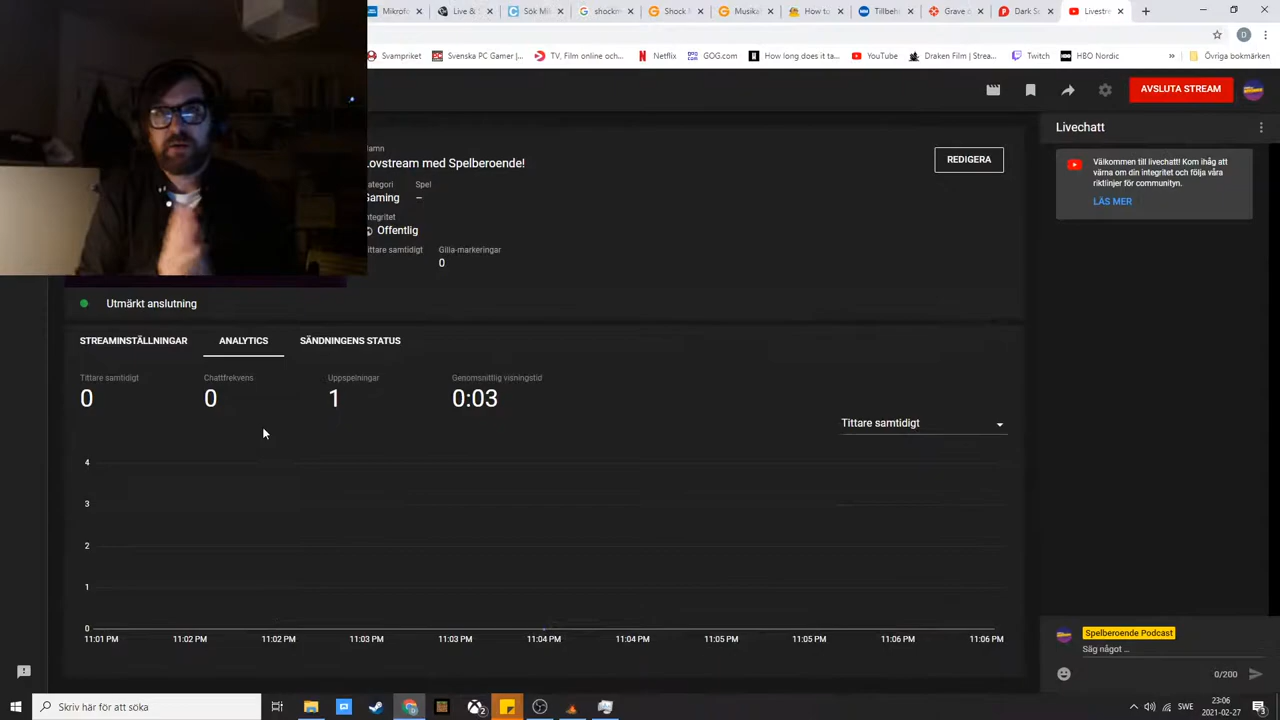 Mikrofo
Live &
Sök Mi
shockm
Shock M
Musika
How to
Tillbeh
Grave o
Dark S
Livestre
Svampriket
Svenska PC Gamer |...
TV, Film online och...
Netflix
GOG.com
How long does it ta...
YouTube
Draken Film | Strea...
Twitch
HBO Nordic
»
Övriga bokmärken
D
AVSLUTA STREAM
Livechatt
Välkommen till livechatt! Kom ihåg att
värna om din integritet och följa våra
riktlinjer för communityn.
LÄS MER
Namn
Lovstream med Spelberoende!
REDIGERA
Kategori Spel
Gaming –
Integritet
Offentlig
Tittare samtidigt Gilla-markeringar
0
Utmärkt anslutning
STREAMINSTÄLLNINGAR ANALYTICS SÄNDNINGENS STATUS
Tittare samtidigt Chattfrekvens Uppspelningar Genomsnittlig visningstid
0 0 1 0:03
Tittare samtidigt
4
3
2
1
0
11:01 PM 11:02 PM 11:02 PM 11:03 PM 11:03 PM 11:04 PM 11:04 PM 11:05 PM 11:05 PM 11:06 PM 11:06 PM
Spelberoende Podcast
Säg något ...
0/200
Skriv här för att söka
SWE
23:06
2021-02-27